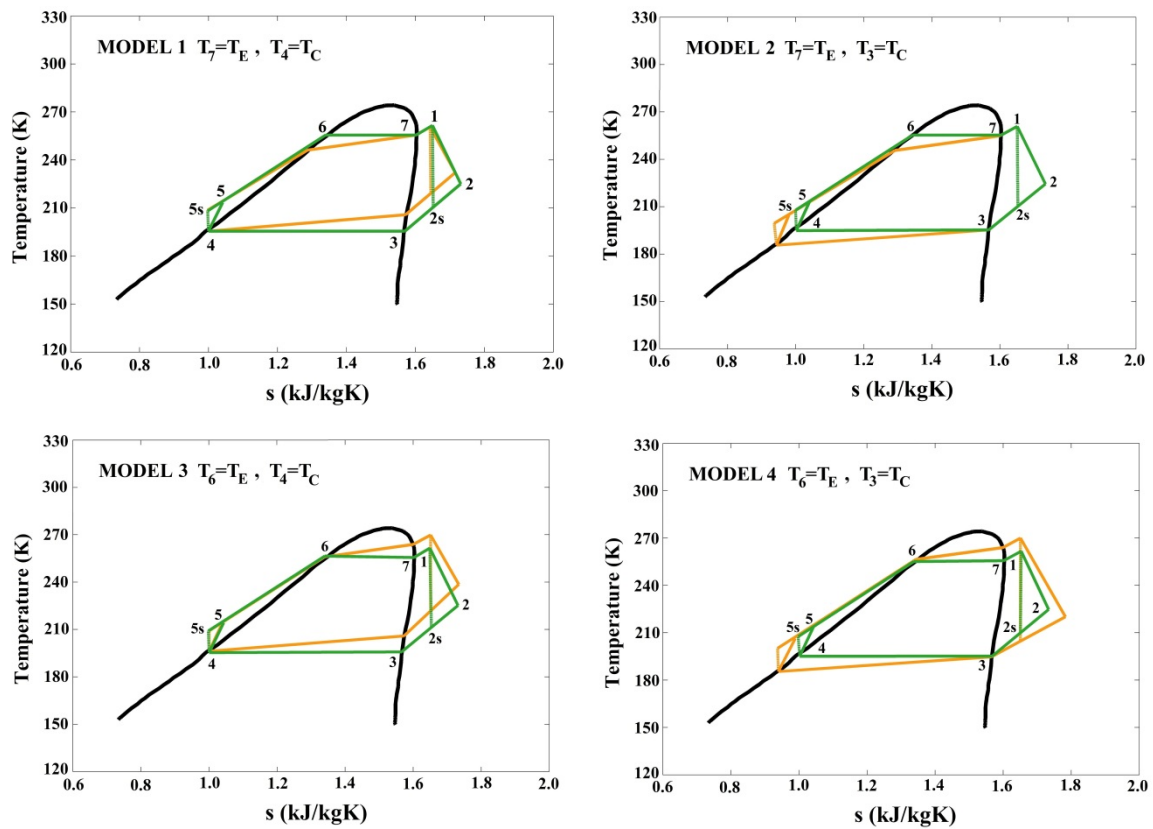 MODEL 1 T7=TE , T4=TC
Temperature (K)
330
300
270
240
210
180
150
120
0.6 0.8 1.0 1.2 1.4 1.6 1.8 2.0
s (kJ/kgK)
1
2
2s
3
4
5
5s
6
7
MODEL 2 T7=TE , T3=TC
Temperature (K)
330
300
270
240
210
180
150
120
0.6 0.8 1.0 1.2 1.4 1.6 1.8 2.0
s (kJ/kgK)
1
2
2s
3
4
5
5s
6
7
MODEL 3 T6=TE , T4=TC
Temperature (K)
330
300
270
240
210
180
150
120
0.6 0.8 1.0 1.2 1.4 1.6 1.8 2.0
s (kJ/kgK)
1
2
2s
3
4
5
5s
6
7
MODEL 4 T6=TE , T3=TC
Temperature (K)
330
300
270
240
210
180
150
120
0.6 0.8 1.0 1.2 1.4 1.6 1.8 2.0
s (kJ/kgK)
1
2
2s
3
4
5
5s
6
7